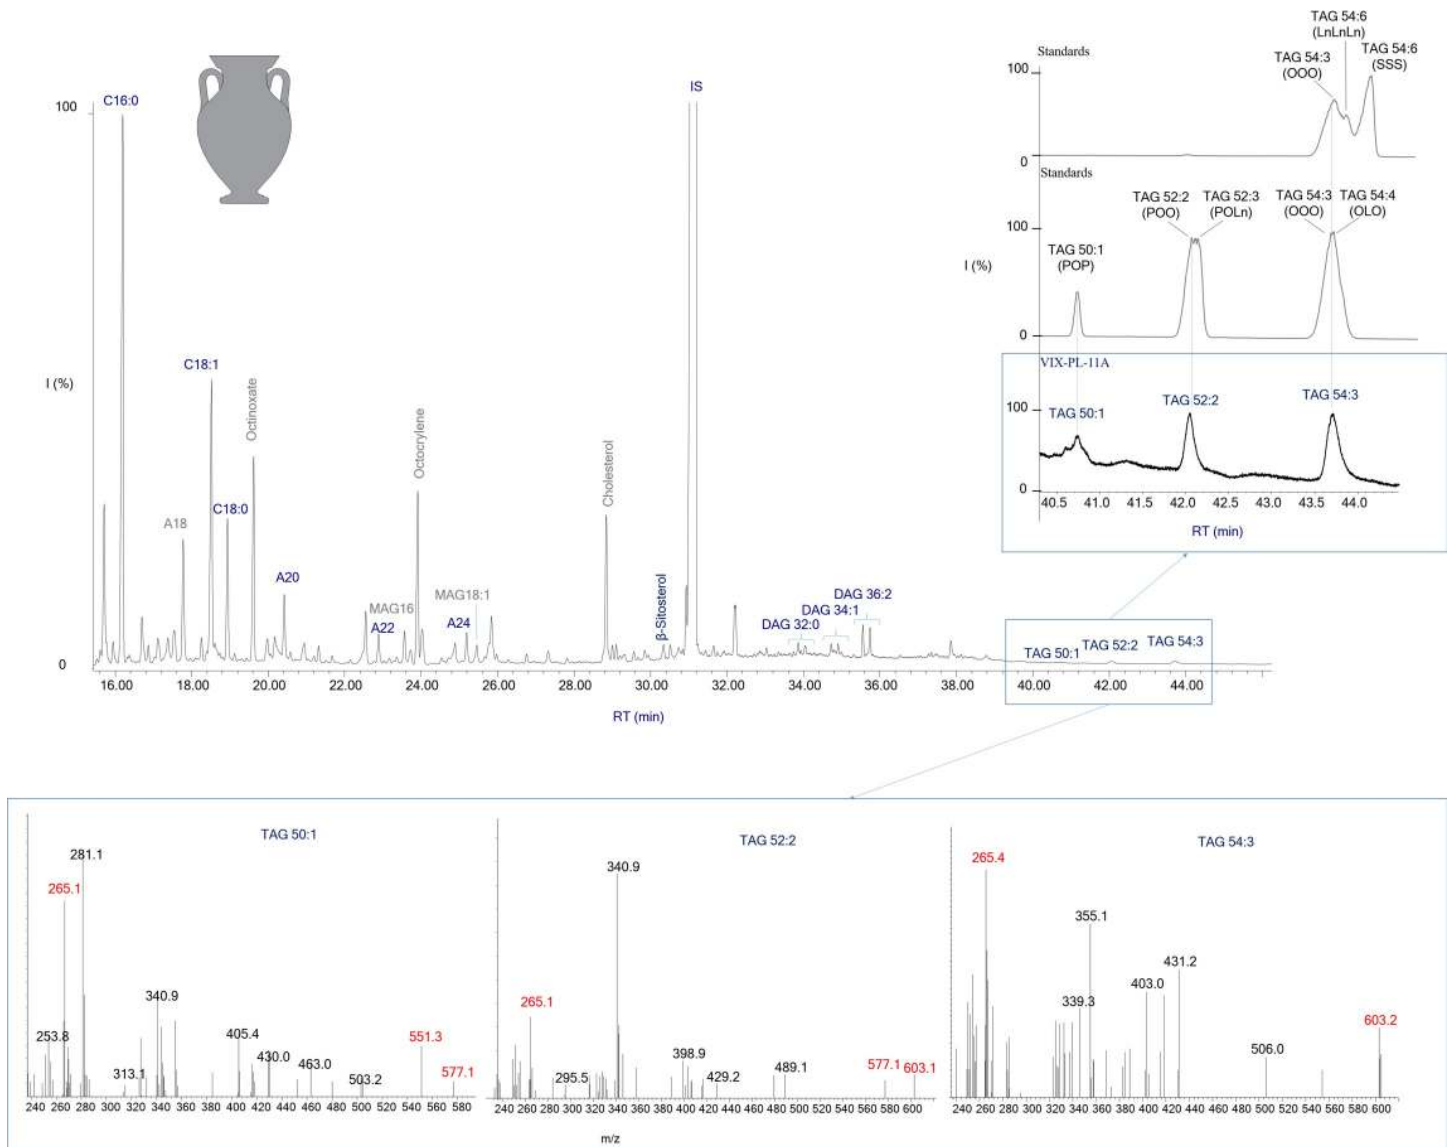 C16:0
100
IS
C18:1
I (%)
Octinoxate
Octocrylene
Cholesterol
C18:0
A18
A20
MAG16
A22
MAG18:1
A24
β-Sitosterol
DAG 32:0
DAG 34:1
DAG 36:2
TAG 50:1
TAG 52:2
TAG 54:3
0
16.00 18.00 20.00 22.00 24.00 26.00 28.00 30.00 32.00 34.00 36.00 38.00 40.00 42.00 44.00
RT (min)
TAG 54:6
(LnLnLn)
Standards
TAG 54:3
(OOO)
TAG 54:6
(SSS)
100
0
Standards
TAG 52:2
(POO)
TAG 52:3
(POLn)
TAG 54:3
(OOO)
TAG 54:4
(OLO)
100
TAG 50:1
(POP)
I (%)
0
VIX-PL-11A
100
TAG 50:1
TAG 52:2
TAG 54:3
0
40.5 41.0 41.5 42.0 42.5 43.0 43.5 44.0
RT (min)
TAG 50:1
281.1
265.1
340.9
253.8
313.1
405.4
430.0
463.0
503.2
551.3
577.1
240 260 280 300 320 340 360 380 400 420 440 460 480 500 520 540 560 580
TAG 52:2
340.9
265.1
295.5
398.9
429.2
489.1
577.1
603.1
240 260 280 300 320 340 360 380 400 420 440 460 480 500 520 540 560 580 600
TAG 54:3
265.4
355.1
339.3
403.0
431.2
506.0
603.2
240 260 280 300 320 340 360 380 400 420 440 460 480 500 520 540 560 580 600
m/z